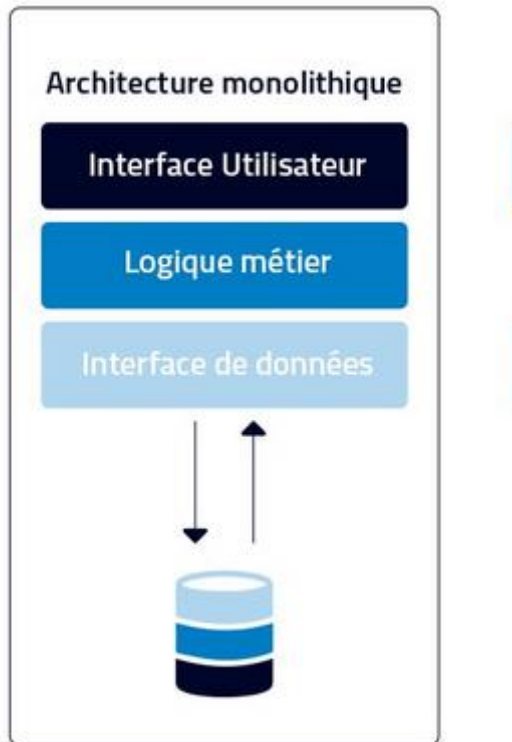 Architecture monolithique
Interface Utilisateur
Logique métier
Interface de données